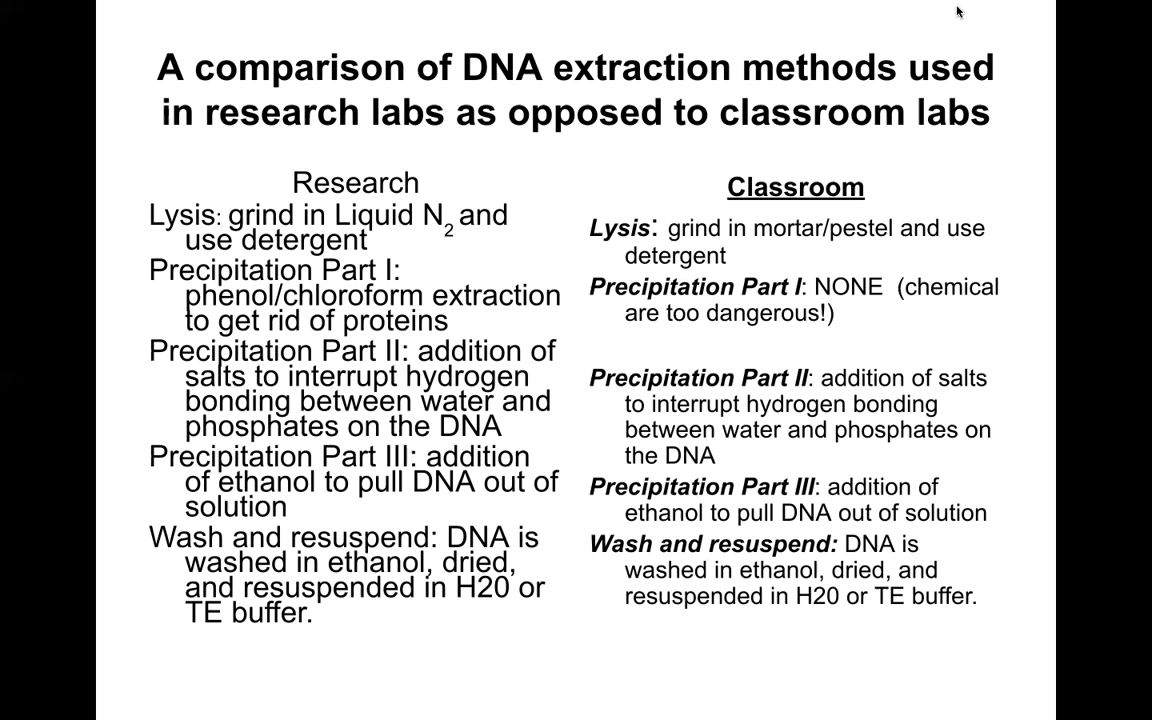 A comparison of DNA extraction methods used
in research labs as opposed to classroom labs
Research
Lysis: grind in Liquid N2 and
use detergent
Precipitation Part I:
phenol/chloroform extraction
to get rid of proteins
Precipitation Part II: addition of
salts to interrupt hydrogen
bonding between water and
phosphates on the DNA
Precipitation Part III: addition
of ethanol to pull DNA out of
solution
Wash and resuspend: DNA is
washed in ethanol, dried,
and resuspended in H20 or
TE buffer.
Classroom
Lysis: grind in mortar/pestel and use
detergent
Precipitation Part I: NONE (chemical
are too dangerous!)
Precipitation Part II: addition of salts
to interrupt hydrogen bonding
between water and phosphates on
the DNA
Precipitation Part III: addition of
ethanol to pull DNA out of solution
Wash and resuspend: DNA is
washed in ethanol, dried, and
resuspended in H20 or TE buffer.